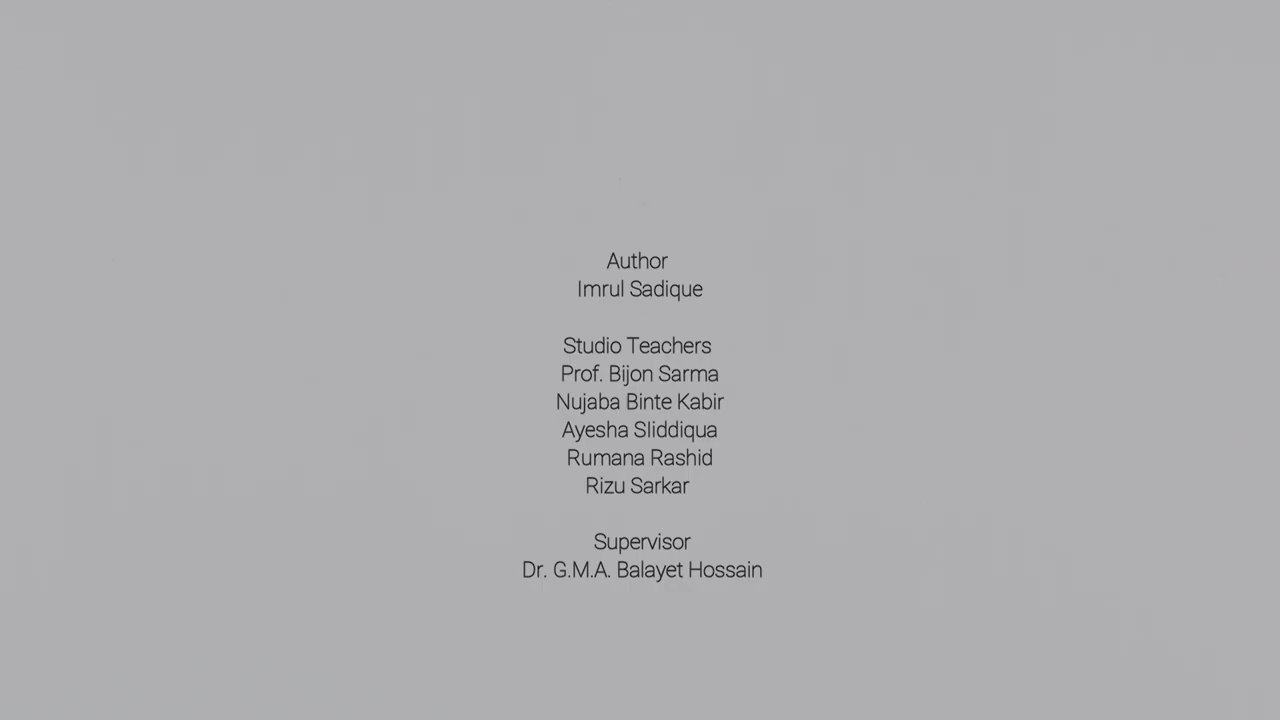 Author
Imrul Sadique
Studio Teachers
Prof. Bijon Sarma
Nujaba Binte Kabir
Ayesha Sliddiqua
Rumana Rashid
Rizu Sarkar
Supervisor
Dr. G.M.A. Balayet Hossain